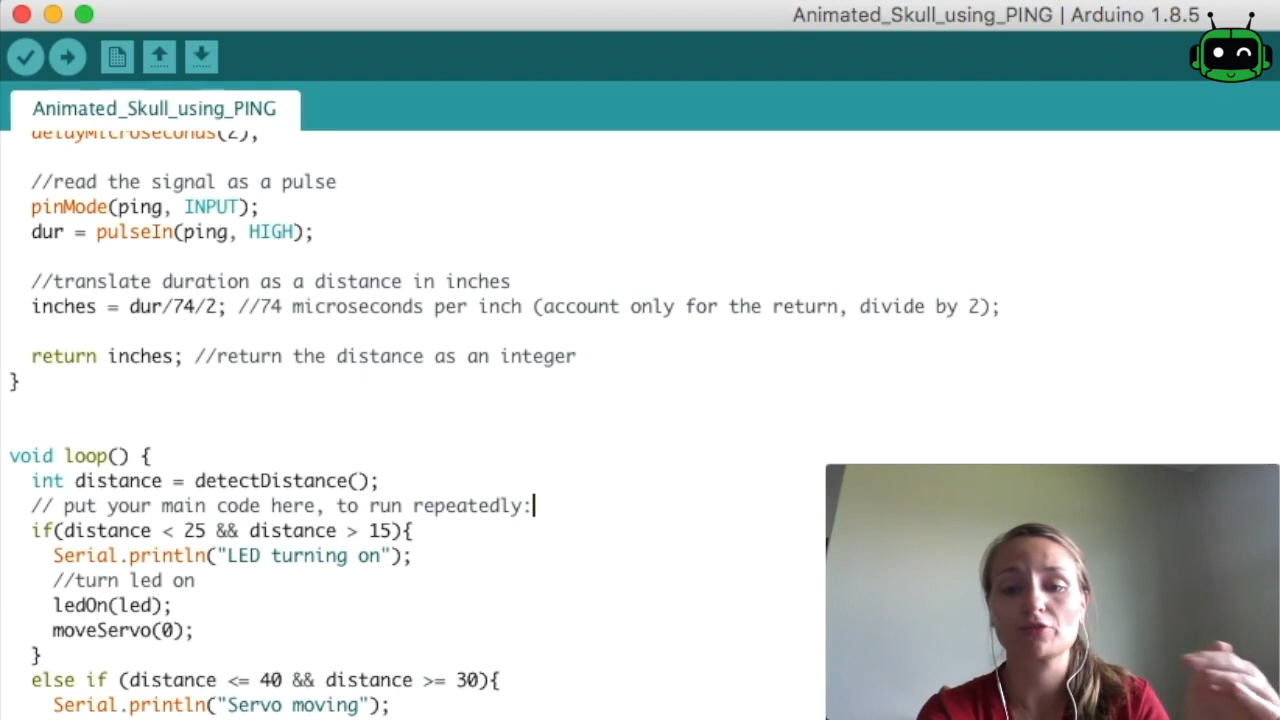 Animated_Skull_using_PING | Arduino 1.8.5
Animated_Skull_using_PING
delayMicroseconds(2);
//read the signal as a pulse
pinMode(ping, INPUT);
dur = pulseIn(ping, HIGH);
//translate duration as a distance in inches
inches = dur/74/2; //74 microseconds per inch (account only for the return, divide by 2);
return inches; //return the distance as an integer
}
void loop() {
int distance = detectDistance();
// put your main code here, to run repeatedly:
if(distance < 25 && distance > 15){
Serial.println("LED turning on");
//turn led on
ledOn(led);
moveServo(0);
}
else if (distance <= 40 && distance >= 30){
Serial.println("Servo moving");